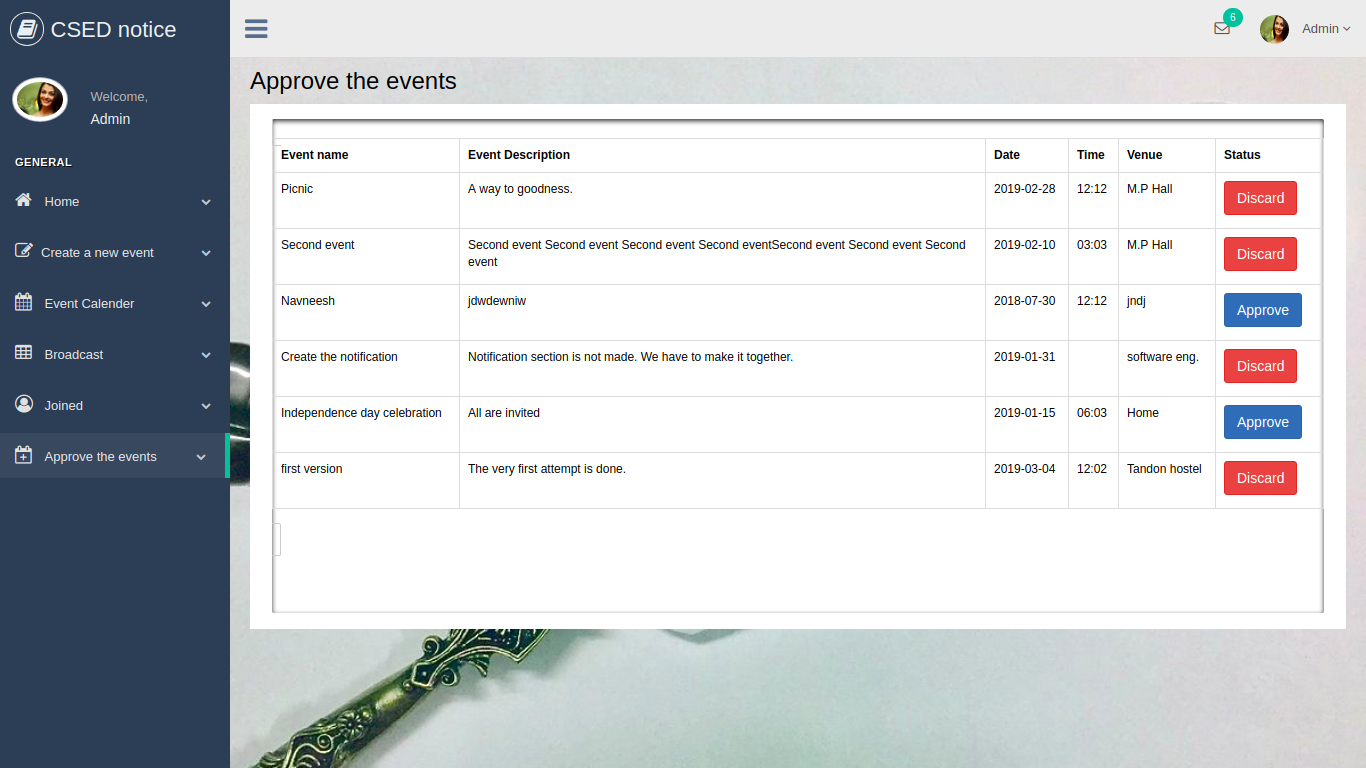 CSED notice
6
Admin
Welcome,
Admin
GENERAL
Home
Create a new event
Event Calender
Broadcast
Joined
Approve the events
Approve the events
Event name Event Description Date Time Venue Status
Picnic A way to goodness. 2019-02-28 12:12 M.P Hall Discard
Second event Second event Second event Second event Second eventSecond event Second event Second 2019-02-10 03:03 M.P Hall Discard
event
Navneesh jdwdewniw 2018-07-30 12:12 jndj Approve
Create the notification Notification section is not made. We have to make it together. 2019-01-31 software eng. Discard
Independence day celebration All are invited 2019-01-15 06:03 Home Approve
first version The very first attempt is done. 2019-03-04 12:02 Tandon hostel Discard